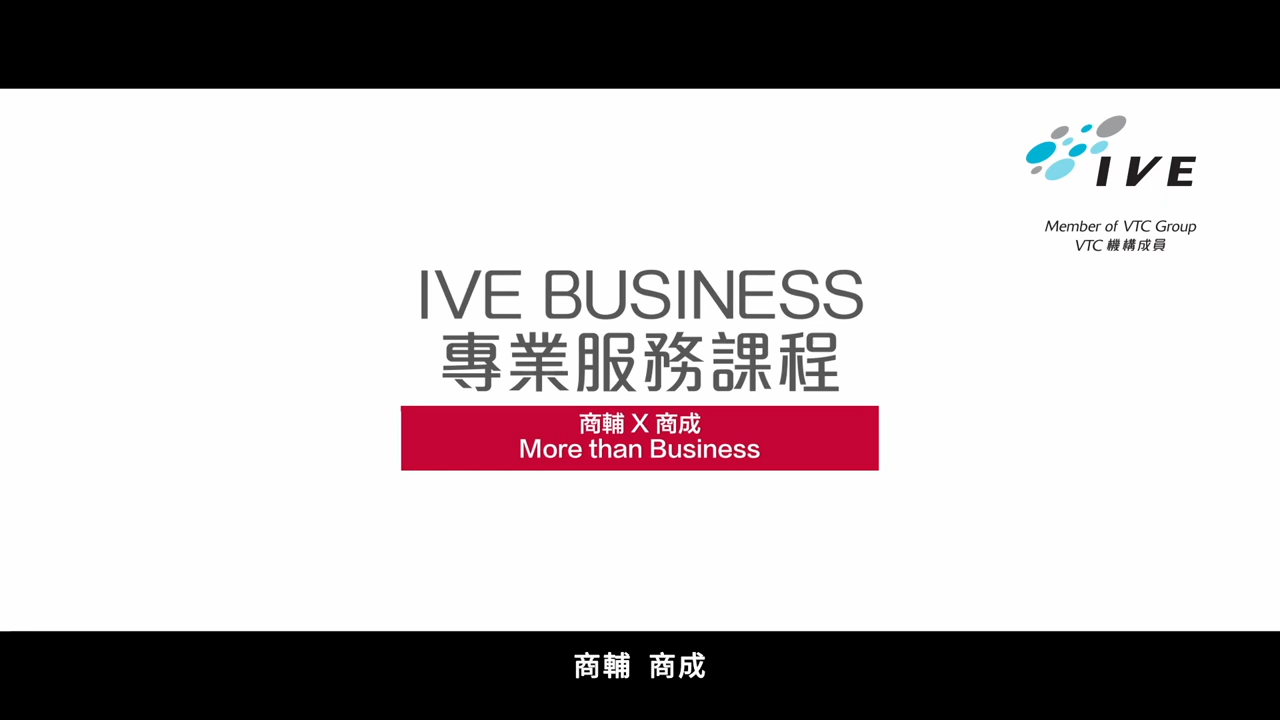 IVE
Member of VTC Group
VTC 機構成員
IVE BUSINESS
專業服務課程
商輔 X 商成
More than Business
商輔 商成